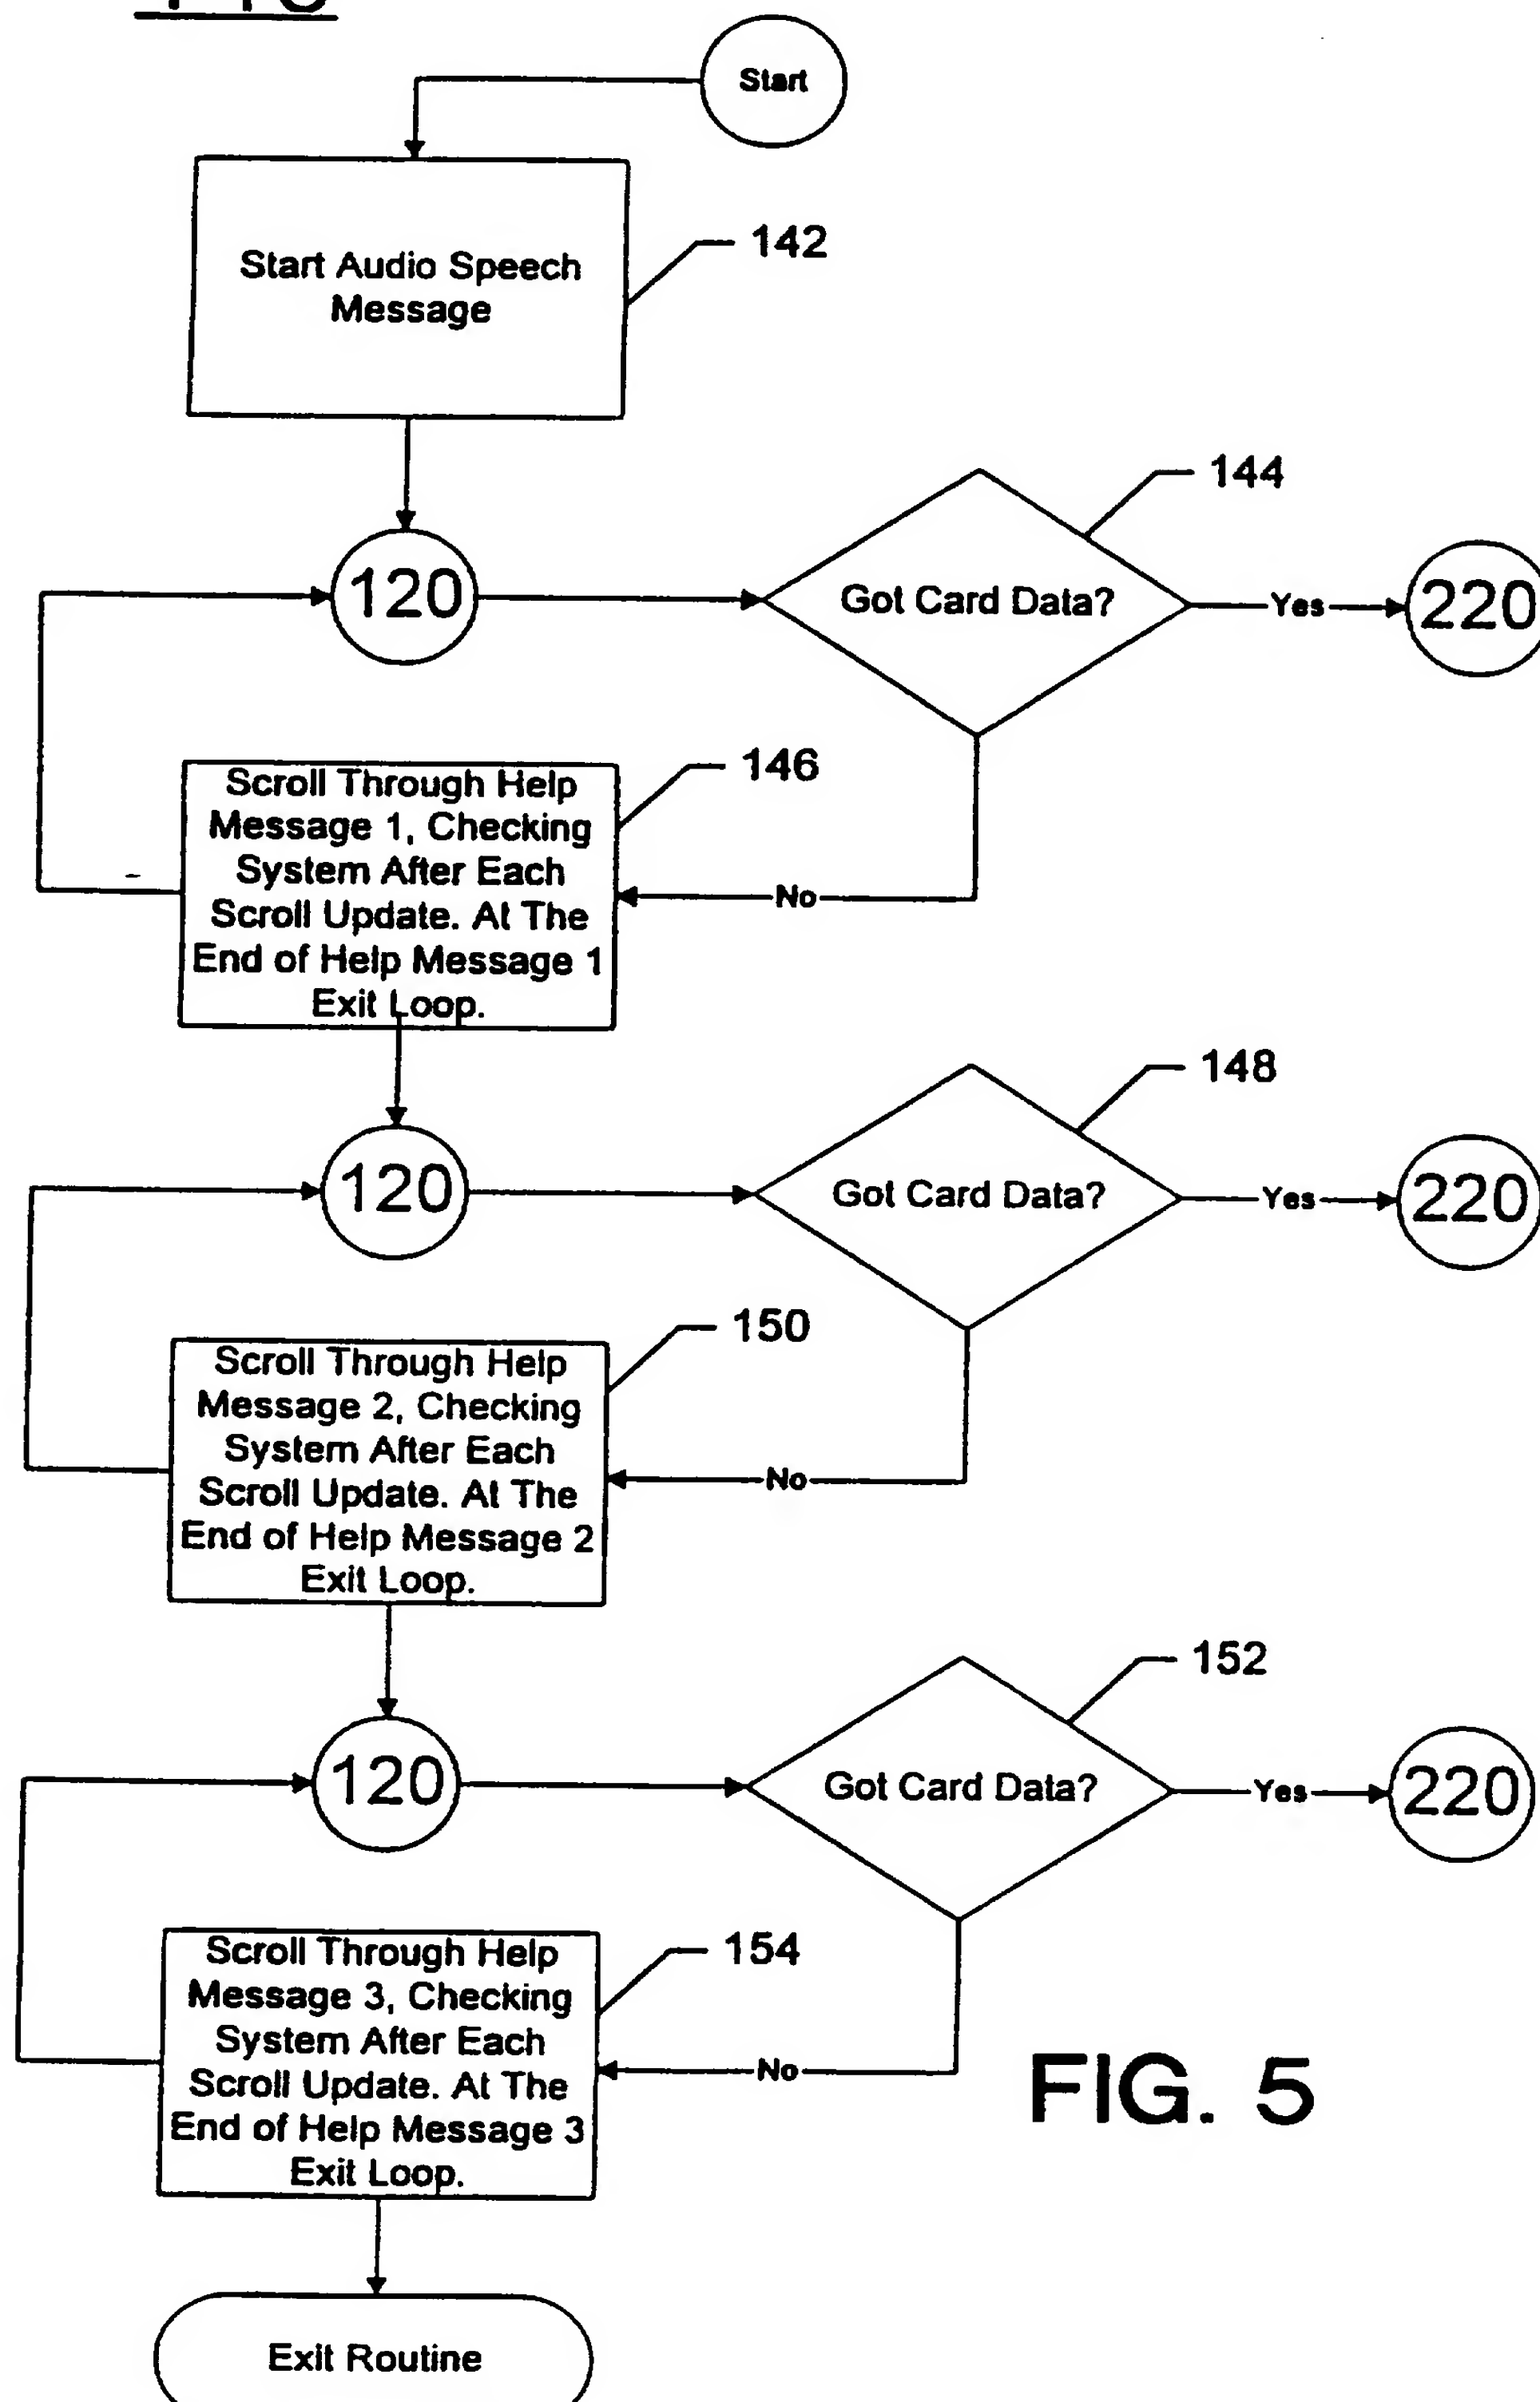 Start
Start Audio Speech
Message
142
144
120
Got Card Data?
Yes
220
146
Scroll Through Help
Message 1, Checking
System After Each
Scroll Update. At The
End of Help Message 1
Exit Loop.
No
148
120
Got Card Data?
Yes
220
150
Scroll Through Help
Message 2, Checking
System After Each
Scroll Update. At The
End of Help Message 2
Exit Loop.
No
152
120
Got Card Data?
Yes
220
154
Scroll Through Help
Message 3, Checking
System After Each
Scroll Update. At The
End of Help Message 3
Exit Loop.
No
FIG. 5
Exit Routine